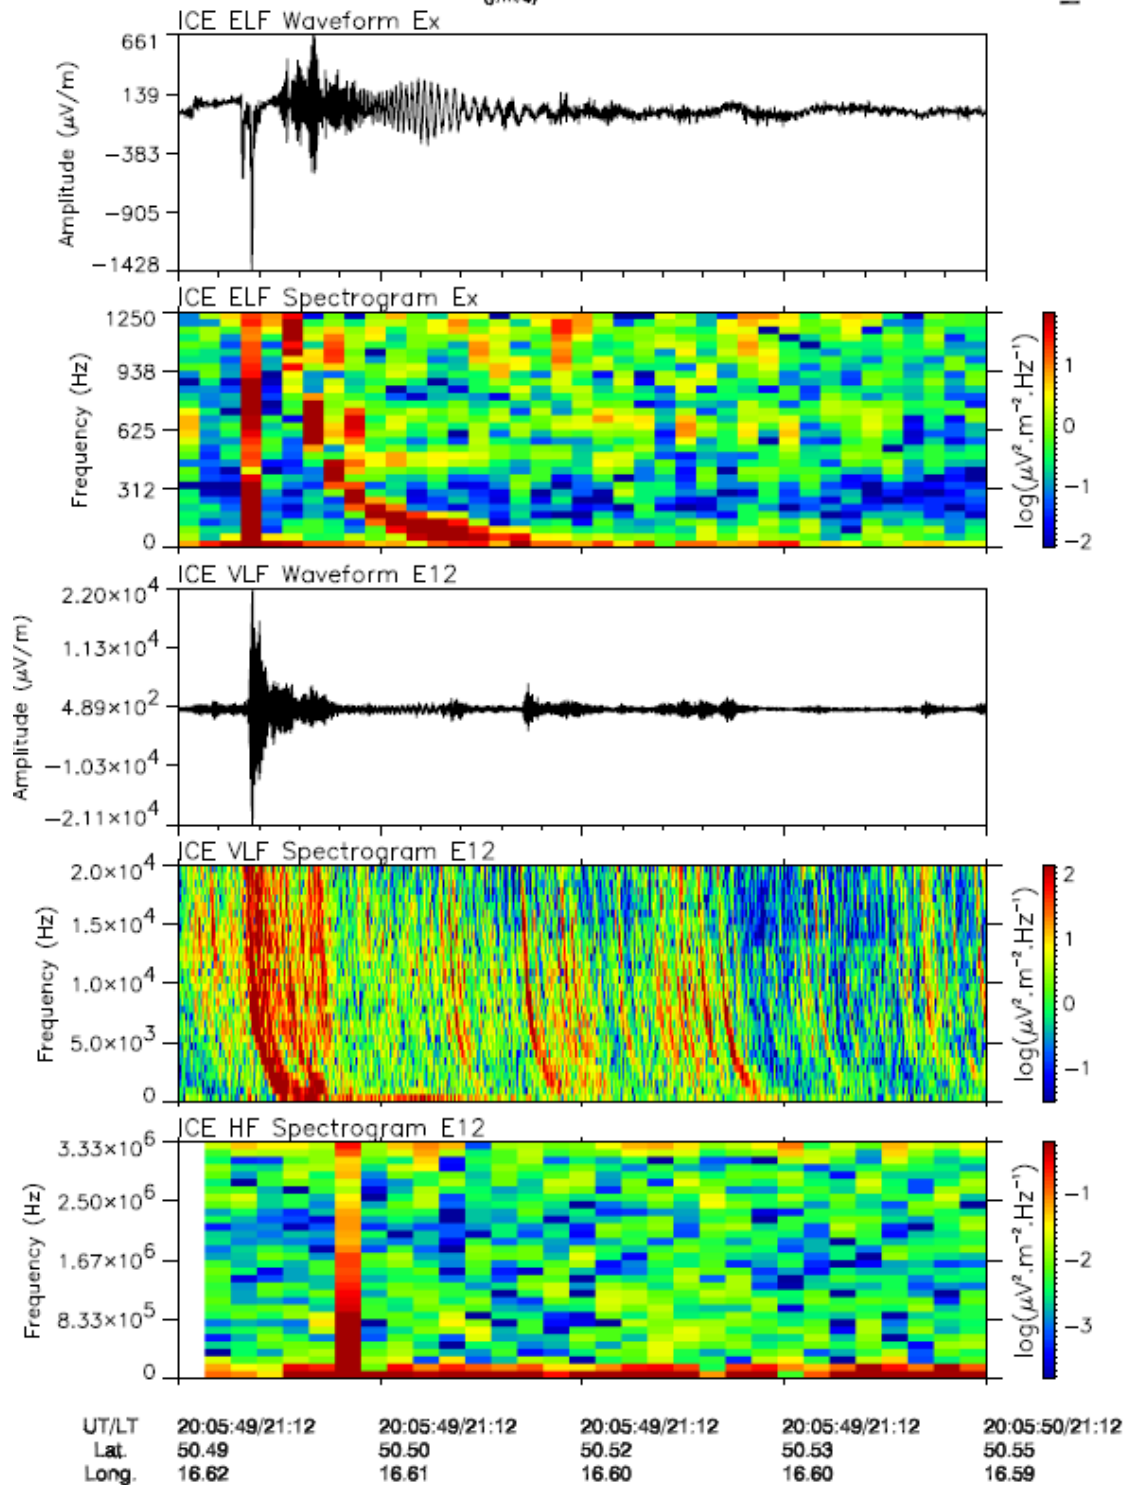 ICE ELF Waveform Ex
661
139
−383
−905
−1428
Amplitude (μV/m)
ICE ELF Spectrogram Ex
1250
938
625
312
0
Frequency (Hz)
1
0
−1
−2
log(μV².m⁻².HZ⁻¹)
ICE VLF Waveform E12
2.20×10⁴
1.13×10⁴
4.89×10²
−1.03×10⁴
−2.11×10⁴
Amplitude (μV/m)
ICE VLF Spectrogram E12
2.0×10⁴
1.5×10⁴
1.0×10⁴
5.0×10³
0
Frequency (Hz)
2
1
0
−1
log(μV².m⁻².HZ⁻¹)
ICE HF Spectrogram E12
3.33×10⁶
2.50×10⁶
1.67×10⁶
8.33×10⁵
0
Frequency (Hz)
−1
−2
−3
log(μV².m⁻².HZ⁻¹)
UT/LT 20:05:49/21:12 20:05:49/21:12 20:05:49/21:12 20:05:49/21:12 20:05:50/21:12
Lat. 50.49 50.50 50.52 50.53 50.55
Long. 16.62 16.61 16.60 16.60 16.59